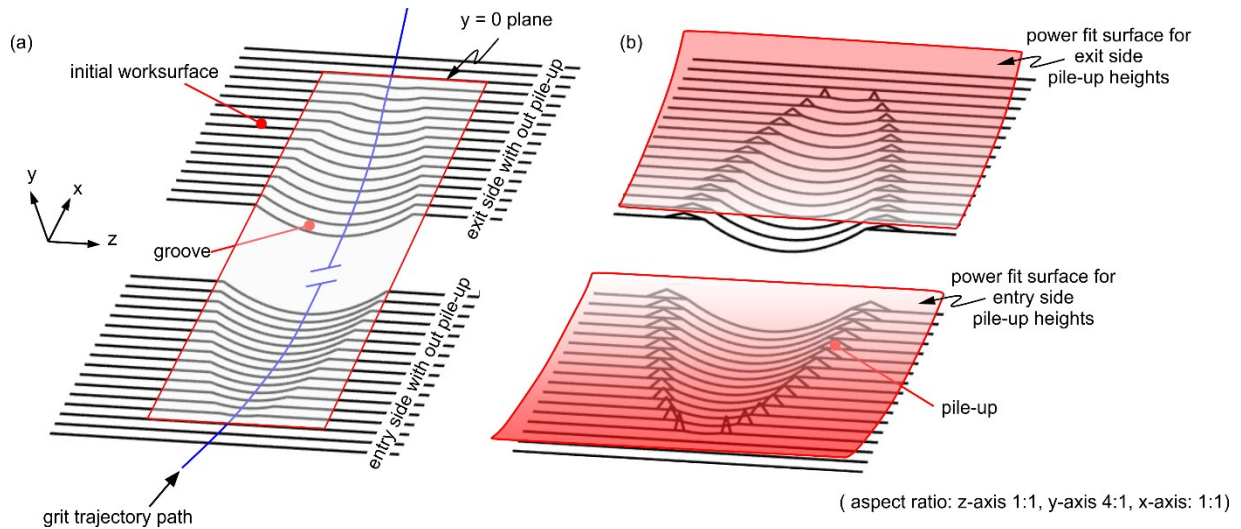 (a)
y = 0 plane
initial worksurface
exit side with out pile-up
y
x
z
groove
entry side with out pile-up
grit trajectory path
(b)
power fit surface for
exit side
pile-up heights
power fit surface for
entry side
pile-up heights
pile-up
( aspect ratio: z-axis 1:1, y-axis 4:1, x-axis: 1:1)